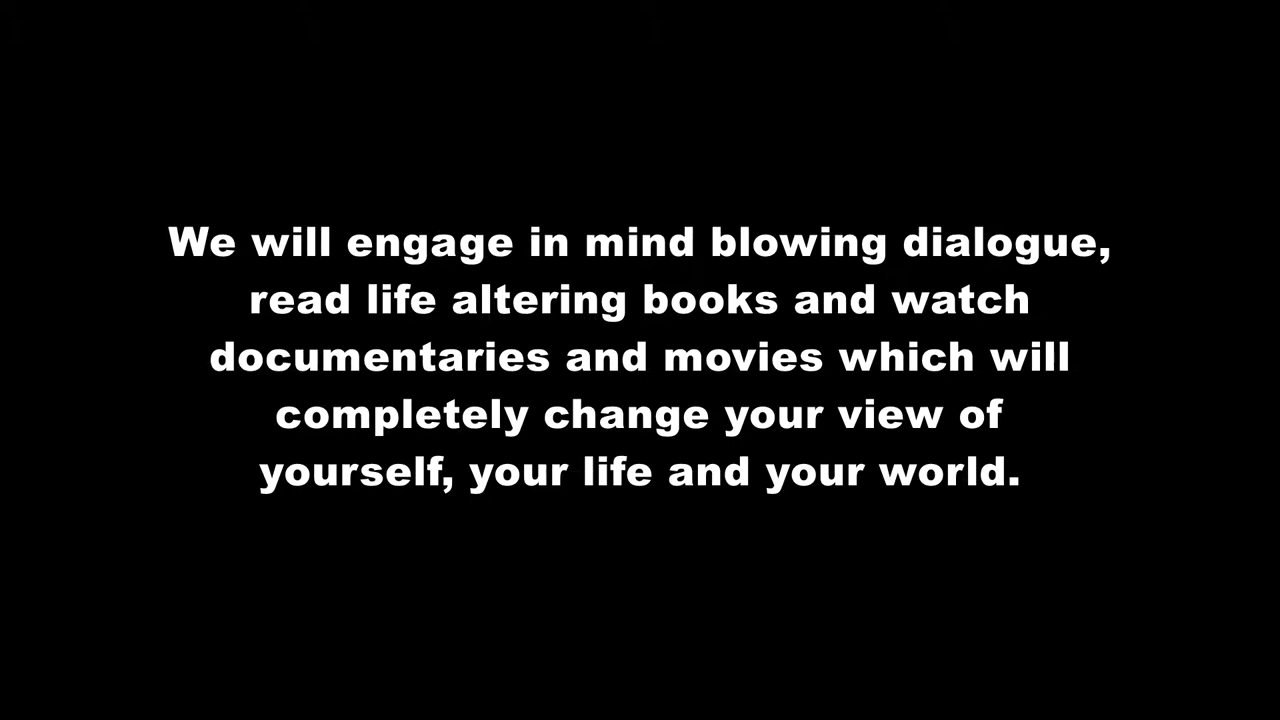 We will engage in mind blowing dialogue,
read life altering books and watch
documentaries and movies which will
completely change your view of
yourself, your life and your world.